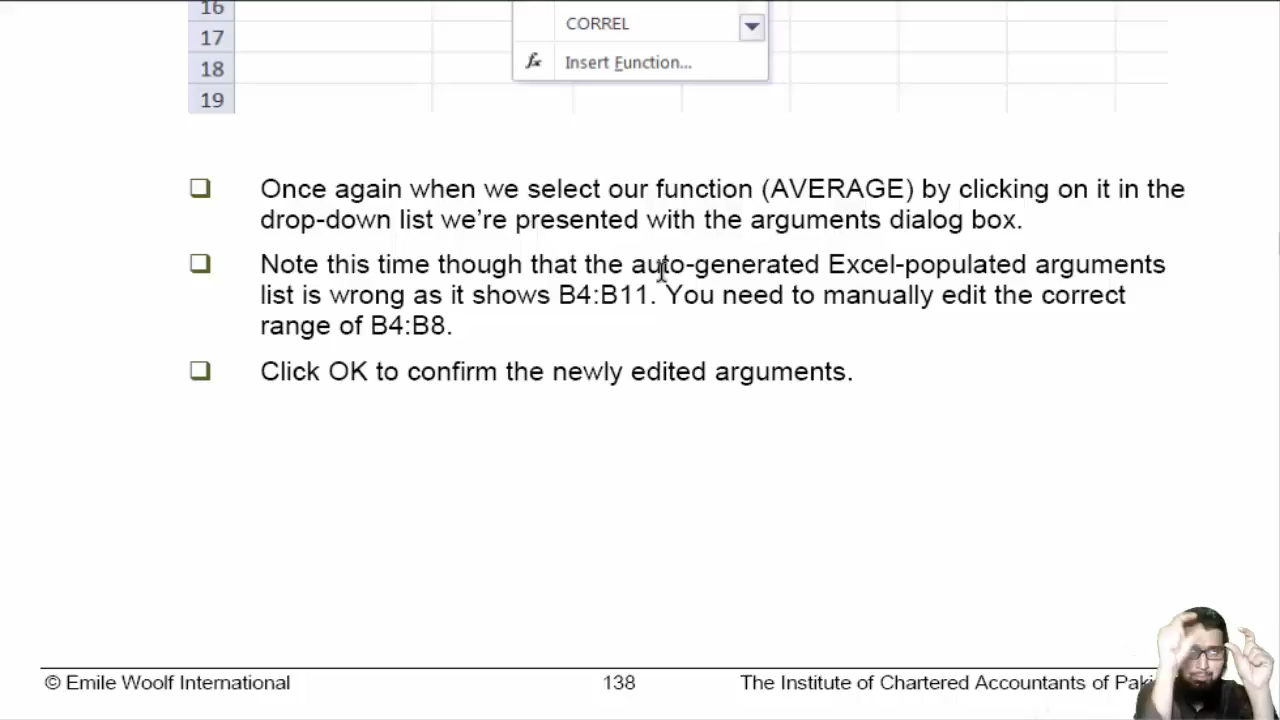 16
CORREL
17
fx Insert Function...
18
19
Once again when we select our function (AVERAGE) by clicking on it in the
drop-down list we're presented with the arguments dialog box.
Note this time though that the auto-generated Excel-populated arguments
list is wrong as it shows B4:B11. You need to manually edit the correct
range of B4:B8.
Click OK to confirm the newly edited arguments.
© Emile Woolf International 138 The Institute of Chartered Accountants of